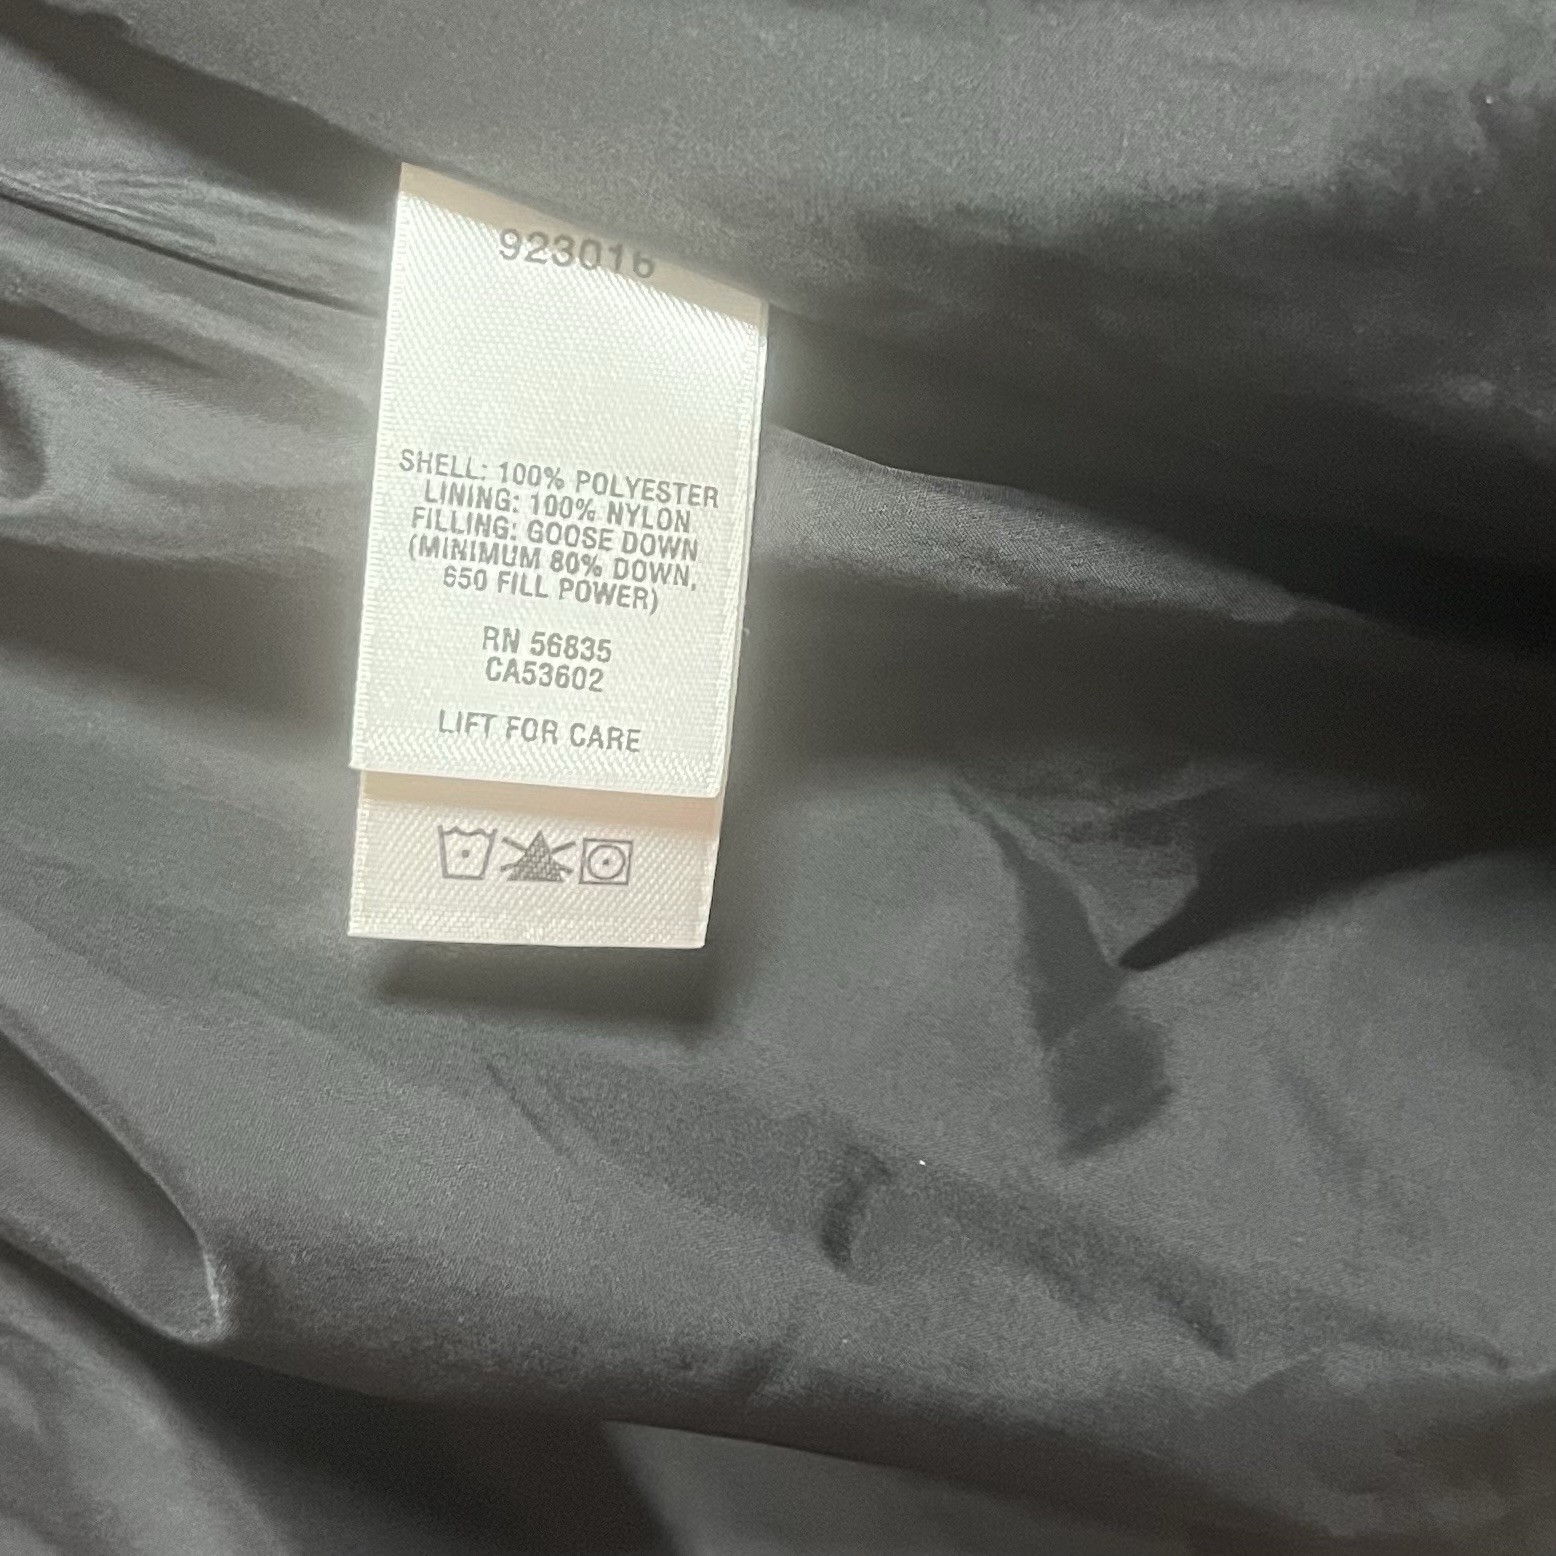 923016
SHELL: 100% POLYESTER
LINING: 100% NYLON
FILLING: GOOSE DOWN
(MINIMUM 80% DOWN,
650 FILL POWER)
RN 56835
CA53602
LIFT FOR CARE